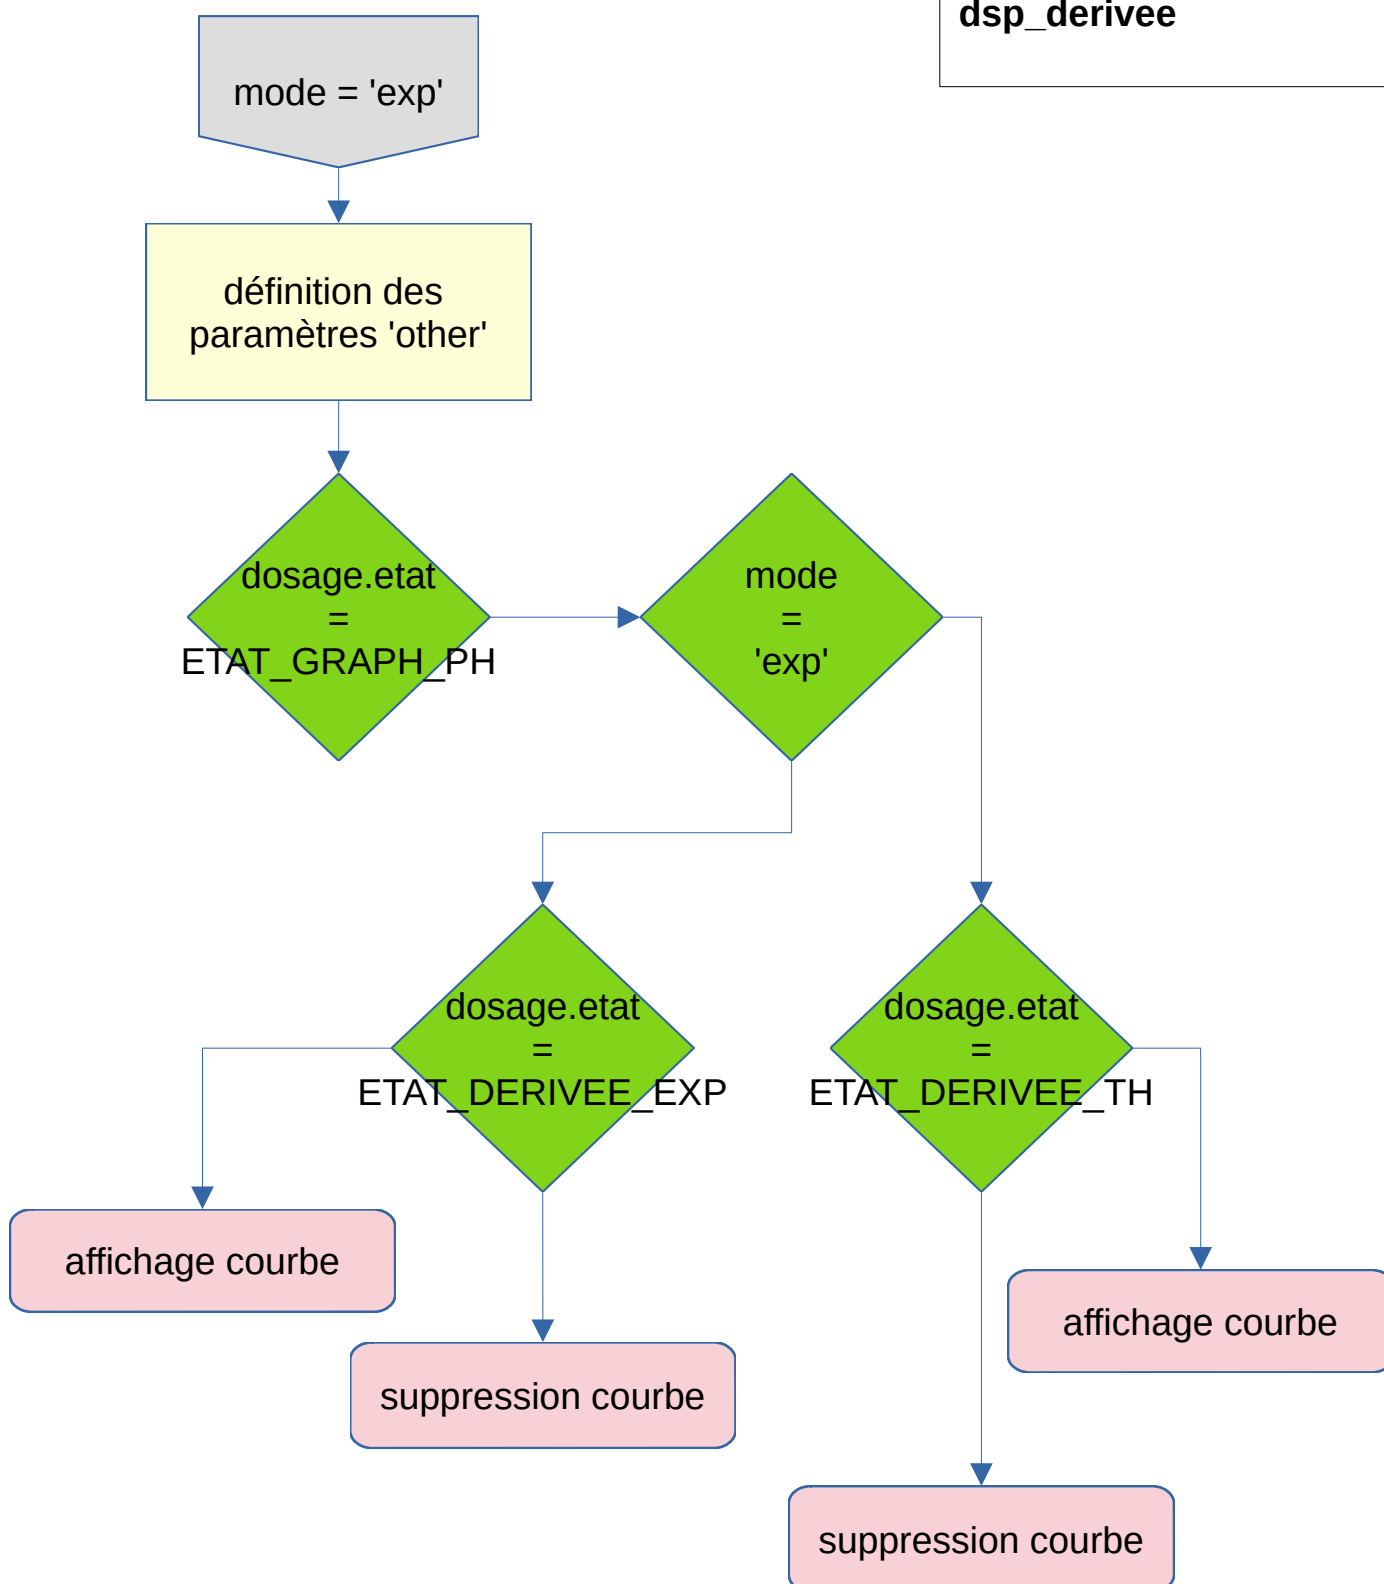 dsp_derivee
mode = 'exp'
définition des
paramètres 'other'
dosage.etat
=
ETAT_GRAPH_PH
mode
=
'exp'
dosage.etat
=
ETAT_DERIVEE_EXP
dosage.etat
=
ETAT_DERIVEE_TH
affichage courbe
affichage courbe
suppression courbe
suppression courbe